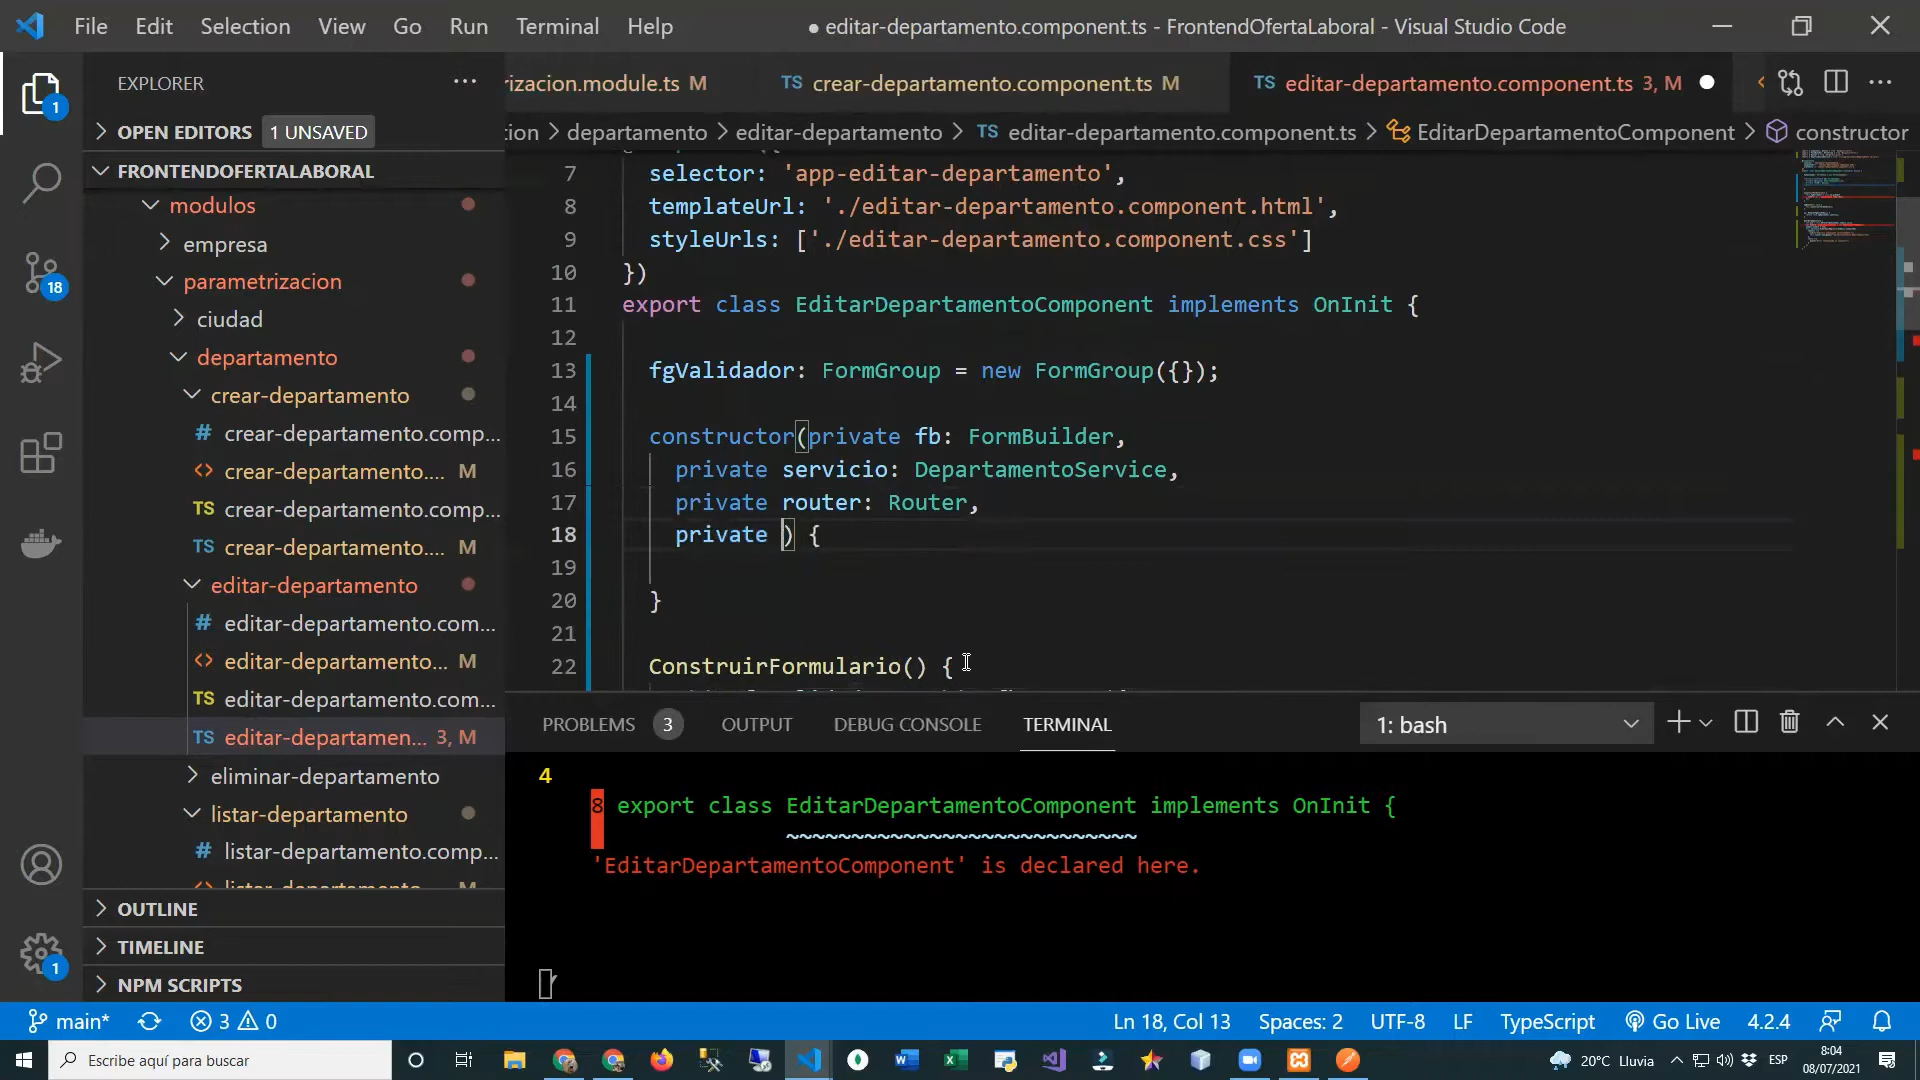 File Edit Selection View Go Run Terminal Help ● editar-departamento.component.ts - FrontendOfertaLaboral - Visual Studio Code
EXPLORER ···
rizacion.module.ts M TS crear-departamento.component.ts M TS editar-departamento.component.ts 3, M
OPEN EDITORS 1 UNSAVED
cion > departamento > editar-departamento > TS editar-departamento.component.ts > EditarDepartamentoComponent > constructor
FRONTENDOFERTALABORAL
modulos
empresa
parametrizacion
ciudad
departamento
crear-departamento
# crear-departamento.comp...
<> crear-departamento.... M
TS crear-departamento.comp...
TS crear-departamento.... M
editar-departamento
# editar-departamento.com...
<> editar-departamento... M
TS editar-departamento.com...
TS editar-departamen... 3, M
eliminar-departamento
listar-departamento
# listar-departamento.comp...
OUTLINE
TIMELINE
NPM SCRIPTS
1
18
1
7 selector: 'app-editar-departamento',
8 templateUrl: './editar-departamento.component.html',
9 styleUrls: ['./editar-departamento.component.css']
10 })
11 export class EditarDepartamentoComponent implements OnInit {
12
13 fgValidador: FormGroup = new FormGroup({});
14
15 constructor(private fb: FormBuilder,
16 private servicio: DepartamentoService,
17 private router: Router,
18 private ) {
19
20 }
21
22 ConstruirFormulario() {
PROBLEMS 3 OUTPUT DEBUG CONSOLE TERMINAL 1: bash
4
8 export class EditarDepartamentoComponent implements OnInit {
~~~~~~~~~~~~~~~~~~~~~~~~~~~
'EditarDepartamentoComponent' is declared here.
main* 3 0 Ln 18, Col 13 Spaces: 2 UTF-8 LF TypeScript Go Live 4.2.4
Escribe aquí para buscar 20°C Lluvia ESP 8:04
08/07/2021